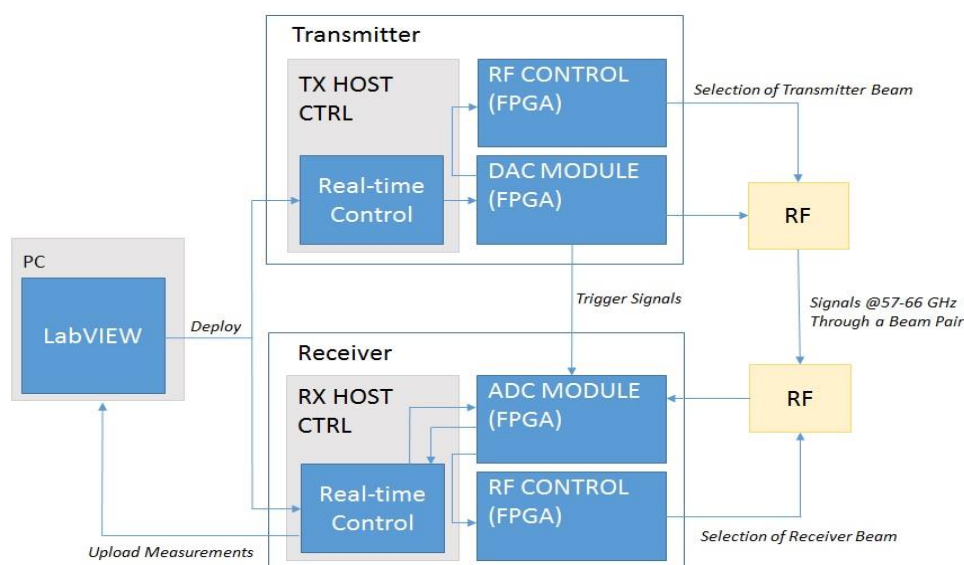 Transmitter
TX HOST
CTRL
RF CONTROL
(FPGA)
Selection of Transmitter Beam
Real-time
Control
DAC MODULE
(FPGA)
RF
PC
LabVIEW
Deploy
Trigger Signals
Signals @57-66 GHz
Through a Beam Pair
Receiver
RX HOST
CTRL
ADC MODULE
(FPGA)
RF
Real-time
Control
RF CONTROL
(FPGA)
Upload Measurements
Selection of Receiver Beam